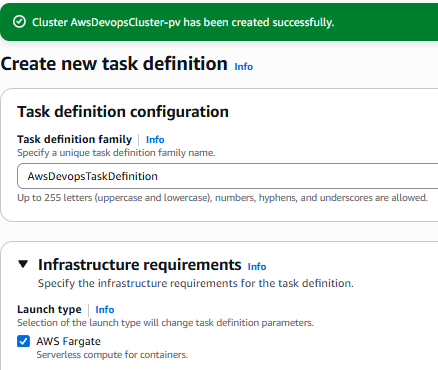 Cluster AwsDevopsCluster-pv has been created successfully.
Create new task definition Info
Task definition configuration
Task definition family Info
Specify a unique task definition family name.
AwsDevopsTaskDefinition
Up to 255 letters (uppercase and lowercase), numbers, hyphens, and underscores are allowed.
Infrastructure requirements Info
Specify the infrastructure requirements for the task definition.
Launch type Info
Selection of the launch type will change task definition parameters.
AWS Fargate
Serverless compute for containers.